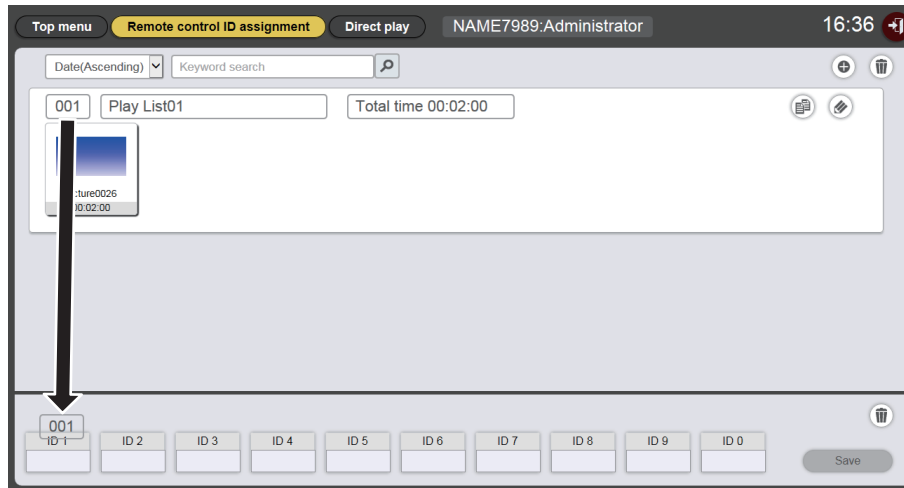 Top menu Remote control ID assignment Direct play NAME7989:Administrator 16:36
Date(Ascending) Keyword search
001 Play List01 Total time 00:02:00
cture0026
00:02:00
001
ID 1 ID 2 ID 3 ID 4 ID 5 ID 6 ID 7 ID 8 ID 9 ID 0
Save